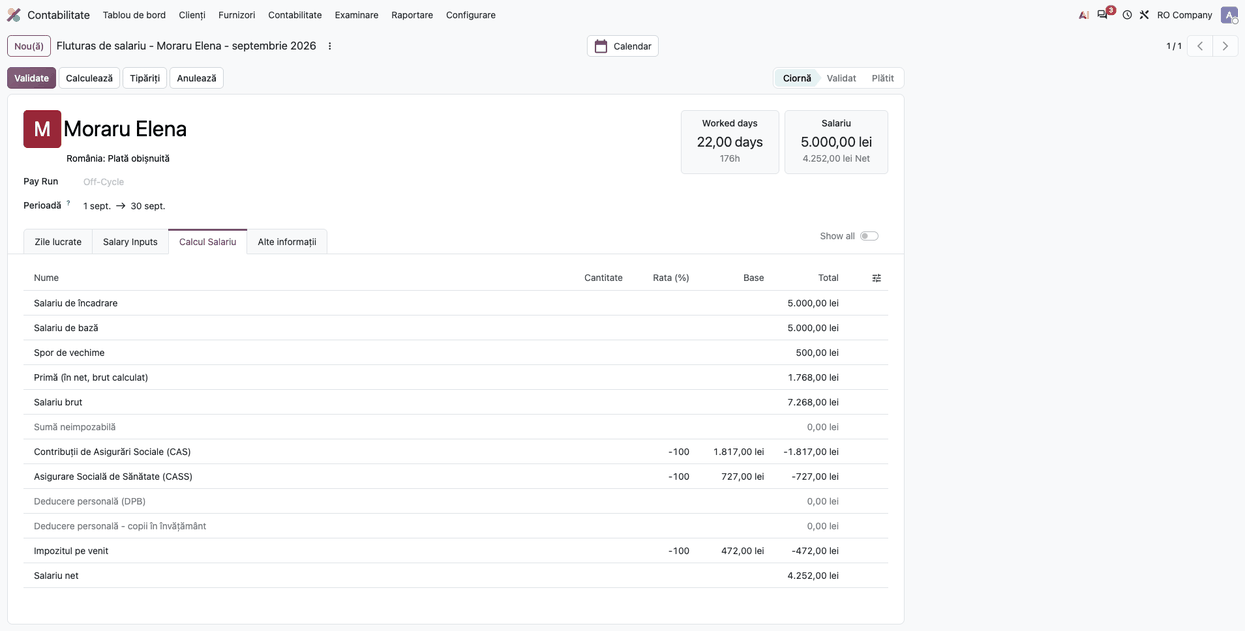 Contabilitate Tablou de bord Clienți Furnizori Contabilitate Examinare Raportare Configurare AI 3 RO Company A
Nou(ă) Fluturas de salariu - Moraru Elena - septembrie 2026 Calendar 1 / 1
Validate Calculează Tipăriți Anulează Ciornă Validat Plătit
M Moraru Elena
România: Plată obișnuită
Worked days
22,00 days
176h
Salariu
5.000,00 lei
4.252,00 lei Net
Pay Run Off-Cycle
Perioadă ? 1 sept. → 30 sept.
Zile lucrate Salary Inputs Calcul Salariu Alte informații Show all
Nume Cantitate Rata (%) Base Total
Salariu de încadrare 5.000,00 lei
Salariu de bază 5.000,00 lei
Spor de vechime 500,00 lei
Primă (în net, brut calculat) 1.768,00 lei
Salariu brut 7.268,00 lei
Sumă neimpozabilă 0,00 lei
Contribuții de Asigurări Sociale (CAS) -100 1.817,00 lei -1.817,00 lei
Asigurare Socială de Sănătate (CASS) -100 727,00 lei -727,00 lei
Deducere personală (DPB) 0,00 lei
Deducere personală - copii în învățământ 0,00 lei
Impozitul pe venit -100 472,00 lei -472,00 lei
Salariu net 4.252,00 lei